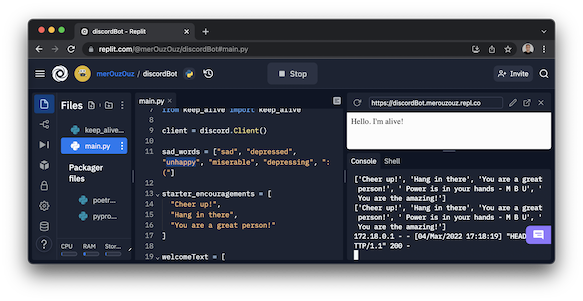 discordBot - Replit
replit.com/@merOuzOuz/discordBot#main.py
merOuzOuz / discordBot
Stop
Invite
Files
keep_alive...
main.py
Packager
files
poetr...
pypro...
CPU RAM Stor...
main.py
7 from keep_alive import keep_alive
8
9 client = discord.Client()
10
11 sad_words = ["sad", "depressed",
"unhappy", "miserable", "depressing", ":
("]
12
13 starter_encouragements = [
14 "Cheer up!",
15 "Hang in there",
16 "You are a great person!"
17 ]
18
19 welcomeText = [
https://discordBot.merouzouz.repl.co
Hello. I'm alive!
Console Shell
['Cheer up!', 'Hang in there', 'You are a great
person!', ' Power is in your hands - M B U', '
You are the amazing!']
['Cheer up!', 'Hang in there', 'You are a great
person!', ' Power is in your hands - M B U', '
You are the amazing!']
172.18.0.1 - - [04/Mar/2022 17:18:19] "HEAD
TTP/1.1" 200 -